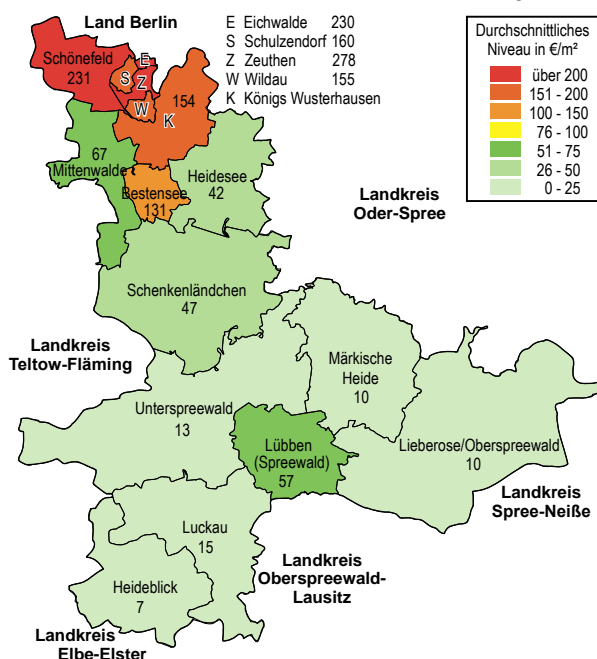 Land Berlin
E Eichwalde 230
S Schulzendorf 160
Z Zeuthen 278
W Wildau 155
K Königs Wusterhausen
Durchschnittliches
Niveau in €/m²
über 200
151 - 200
100 - 150
76 - 100
51 - 75
26 - 50
0 - 25
Schönefeld
231
E
S
Z
W
K
154
67
Mittenwalde
Bestensee
131
Heidesee
42
Landkreis
Oder-Spree
Schenkenländchen
47
Landkreis
Teltow-Fläming
Märkische
Heide
10
Unterspreewald
13
Lübben
(Spreewald)
57
Lieberose/Oberspreewald
10
Landkreis
Spree-Neiße
Luckau
15
Landkreis
Oberspreewald-
Lausitz
Heideblick
7
Landkreis
Elbe-Elster